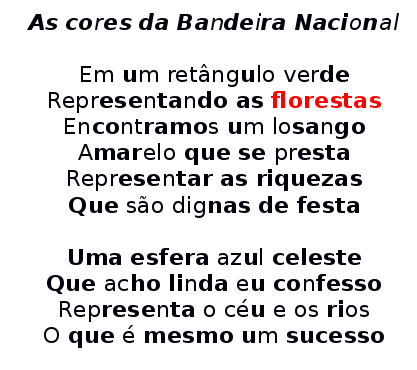 As cores da Bandeira Nacional
Em um retângulo verde
Representando as florestas
Encontramos um losango
Amarelo que se presta
Representar as riquezas
Que são dignas de festa
Uma esfera azul celeste
Que acho linda eu confesso
Representa o céu e os rios
O que é mesmo um sucesso